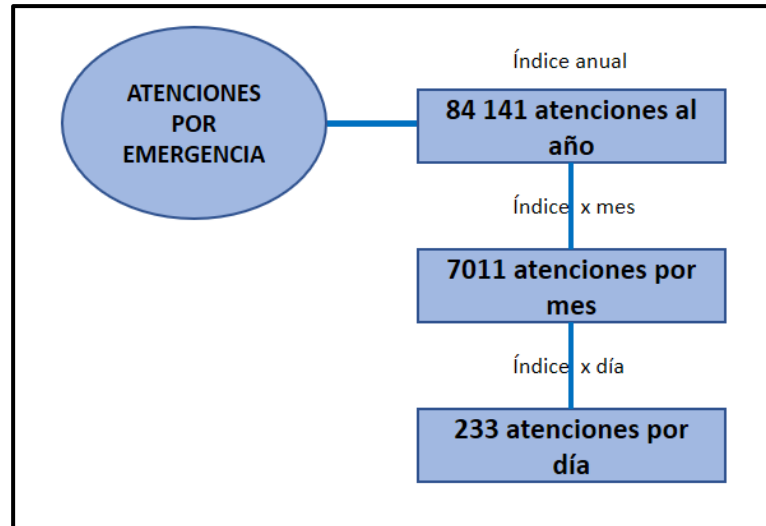 ATENCIONES
POR
EMERGENCIA
Índice anual
84 141 atenciones al
año
Índice x mes
7011 atenciones por
mes
Índice x día
233 atenciones por
día